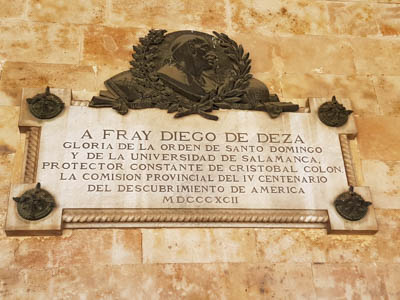 A FRAY DIEGO DE DEZA
GLORIA DE LA ORDEN DE SANTO DOMINGO
Y DE LA UNIVERSIDAD DE SALAMANCA,
PROTECTOR CONSTANTE DE CRISTOBAL COLON.
LA COMISION PROVINCIAL DEL IV CENTENARIO
DEL DESCUBRIMIENTO DE AMERICA
MDCCCXCII